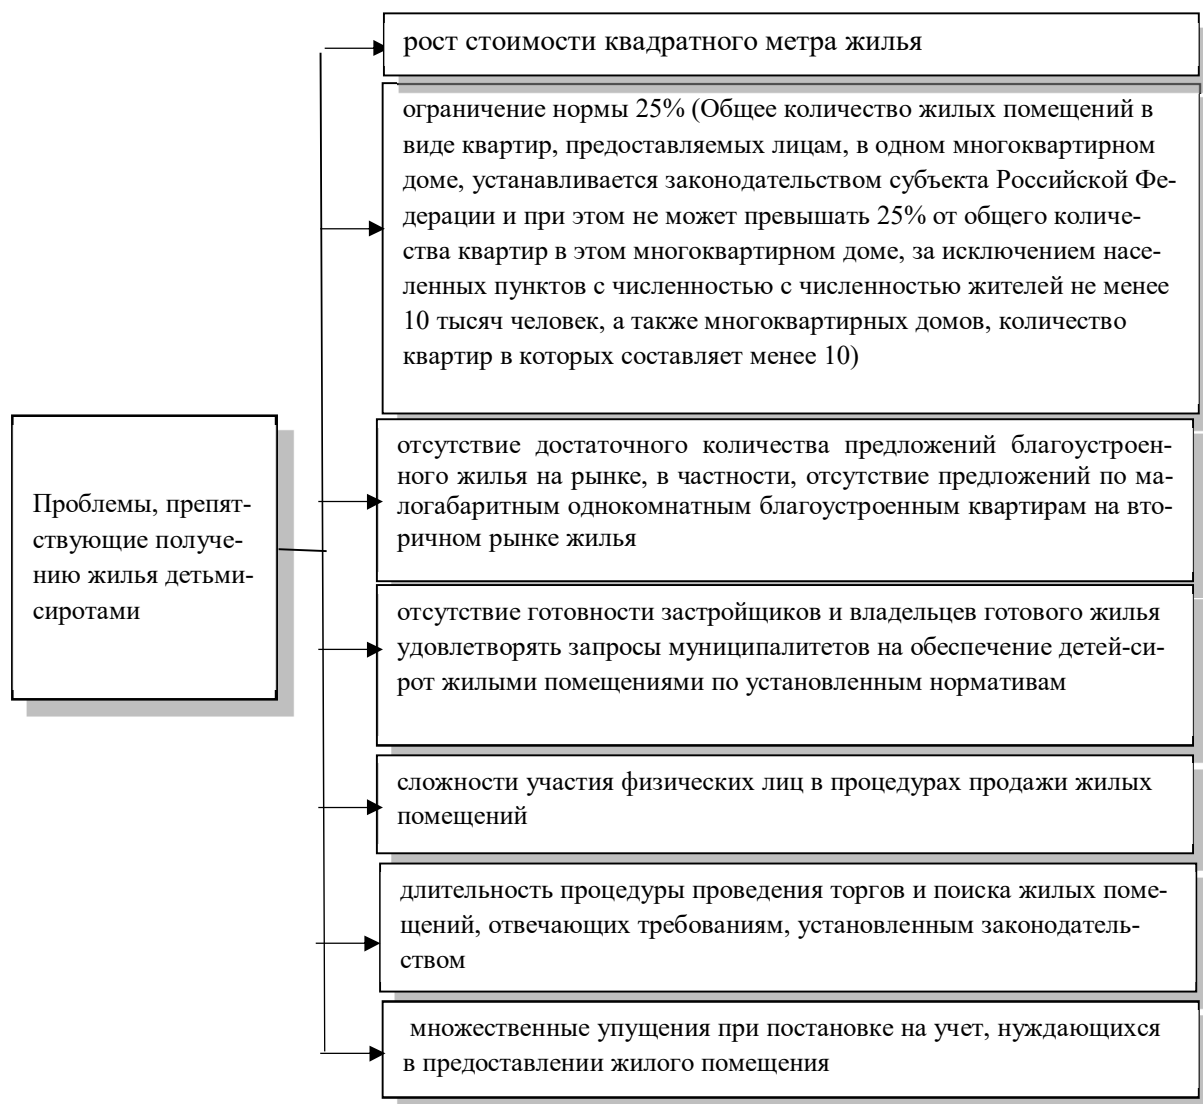 Проблемы, препят-
ствующие получе-
нию жилья детьми-
сиротами
рост стоимости квадратного метра жилья
ограничение нормы 25% (Общее количество жилых помещений в
виде квартир, предоставляемых лицам, в одном многоквартирном
доме, устанавливается законодательством субъекта Российской Фе-
дерации и при этом не может превышать 25% от общего количе-
ства квартир в этом многоквартирном доме, за исключением насе-
ленных пунктов с численностью с численностью жителей не менее
10 тысяч человек, а также многоквартирных домов, количество
квартир в которых составляет менее 10)
отсутствие достаточного количества предложений благоустроен-
ного жилья на рынке, в частности, отсутствие предложений по ма-
логабаритным однокомнатным благоустроенным квартирам на вто-
ричном рынке жилья
отсутствие готовности застройщиков и владельцев готового жилья
удовлетворять запросы муниципалитетов на обеспечение детей-си-
рот жилыми помещениями по установленным нормативам
сложности участия физических лиц в процедурах продажи жилых
помещений
длительность процедуры проведения торгов и поиска жилых поме-
щений, отвечающих требованиям, установленным законодатель-
ством
множественные упущения при постановке на учет, нуждающихся
в предоставлении жилого помещения